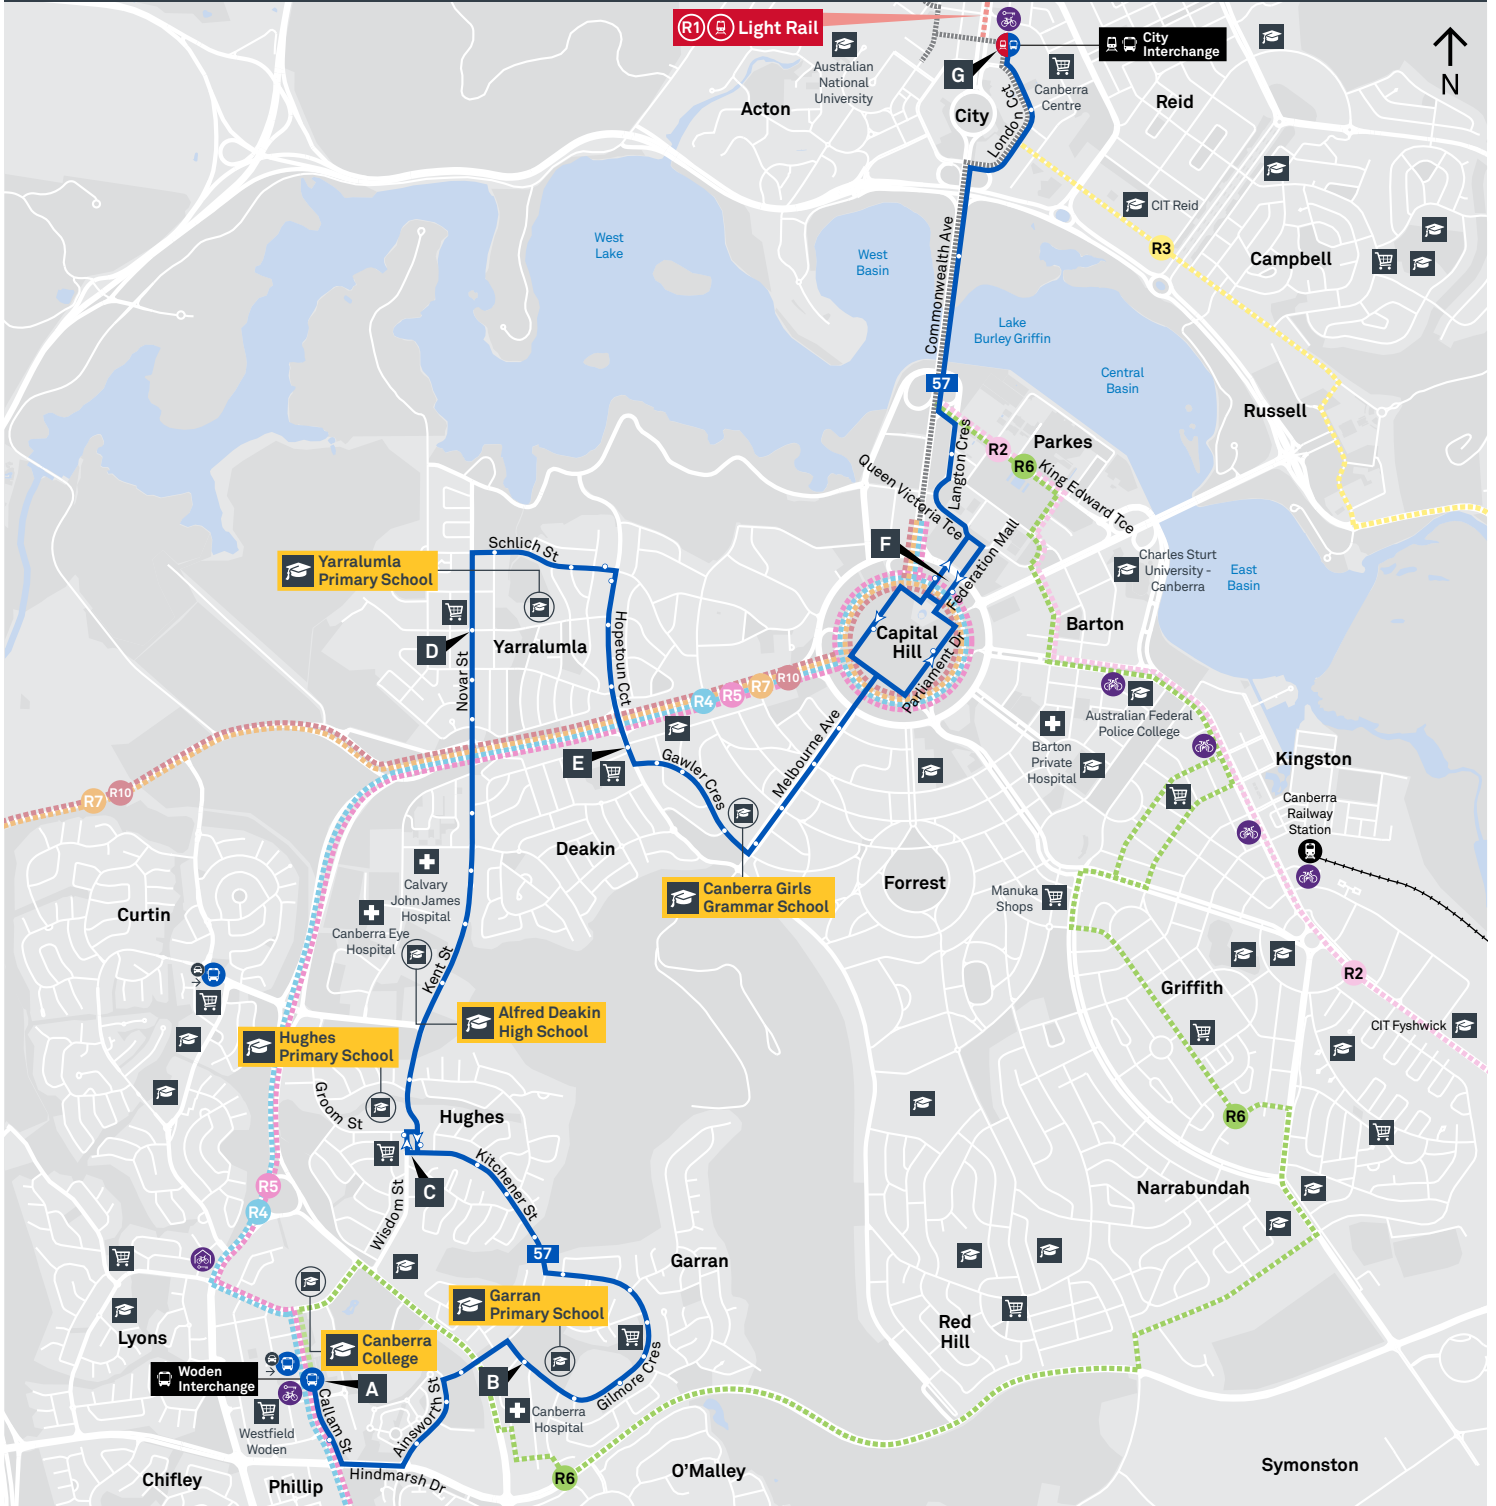 R1 Light Rail
City
Interchange
G
N
Australian
National
University
Canberra
Centre
Acton
City
Reid
London Cct
CIT Reid
R3
Campbell
West
Lake
West
Basin
Commonwealth Ave
Lake
Burley Griffin
Central
Basin
57
Russell
Langton Cres
R2
R6
Parkes
King Edward Tce
Queen Victoria Tce
F
Federation Mall
Schlich St
Yarralumla
Primary School
Charles Sturt
University -
Canberra
East
Basin
D
Yarralumla
Hopetoun Cct
Novar St
Capital
Hill
Parliament Dr
Barton
R4
R5
R7
R10
Australian Federal
Police College
Barton
Private
Hospital
Kingston
Canberra
Railway
Station
E
Gawler Cres
Melbourne Ave
R7
R10
Deakin
Calvary
John James
Hospital
Canberra Eye
Hospital
Canberra Girls
Grammar School
Forrest
Manuka
Shops
Curtin
Kent St
Griffith
R2
CIT Fyshwick
Alfred Deakin
High School
Hughes
Primary School
Groom St
Hughes
R6
C
Kitchener St
Wisdom St
R5
R4
Narrabundah
57
Garran
Garran
Primary School
Lyons
Canberra
College
Red
Hill
Woden
Interchange
A
B
Gilmore Cres
Canberra
Hospital
Westfield
Woden
Callam St
Ainsworth St
Hindmarsh Dr
R6
O'Malley
Chifley
Phillip
Symonston